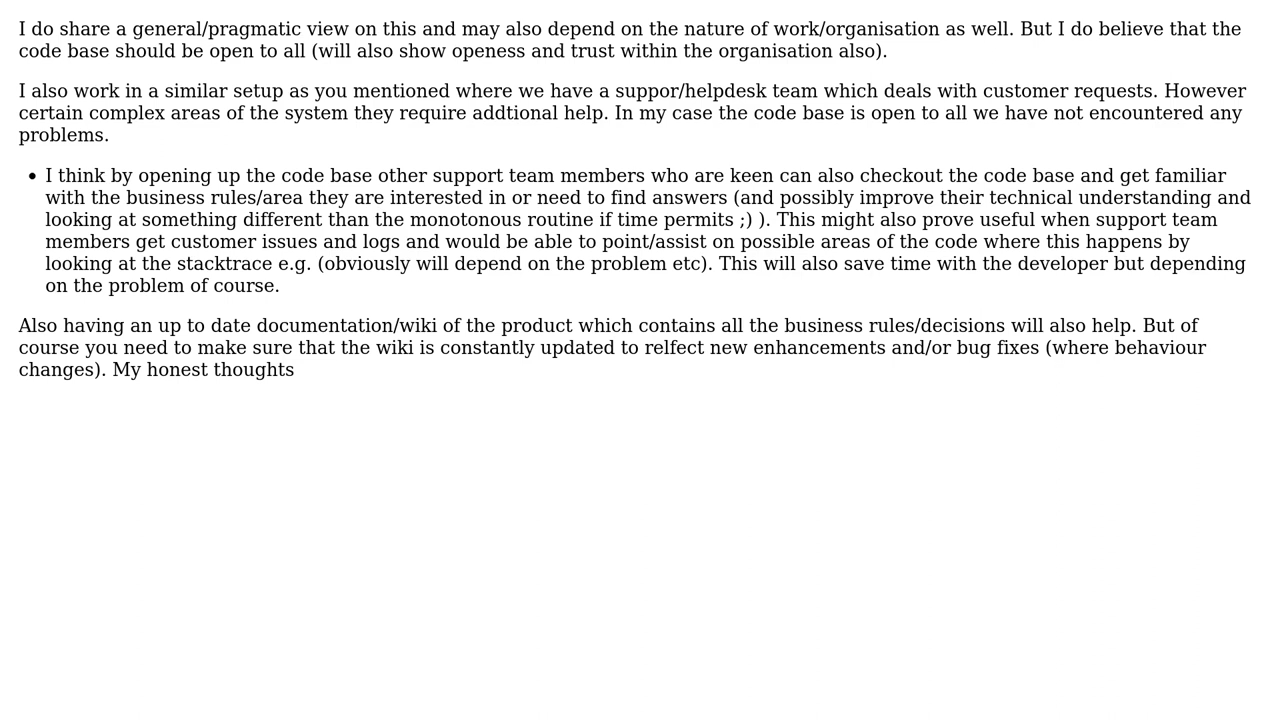 I do share a general/pragmatic view on this and may also depend on the nature of work/organisation as well. But I do believe that the
code base should be open to all (will also show openess and trust within the organisation also).
I also work in a similar setup as you mentioned where we have a suppor/helpdesk team which deals with customer requests. However
certain complex areas of the system they require addtional help. In my case the code base is open to all we have not encountered any
problems.
• I think by opening up the code base other support team members who are keen can also checkout the code base and get familiar
with the business rules/area they are interested in or need to find answers (and possibly improve their technical understanding and
looking at something different than the monotonous routine if time permits ;) ). This might also prove useful when support team
members get customer issues and logs and would be able to point/assist on possible areas of the code where this happens by
looking at the stacktrace e.g. (obviously will depend on the problem etc). This will also save time with the developer but depending
on the problem of course.
Also having an up to date documentation/wiki of the product which contains all the business rules/decisions will also help. But of
course you need to make sure that the wiki is constantly updated to relfect new enhancements and/or bug fixes (where behaviour
changes). My honest thoughts